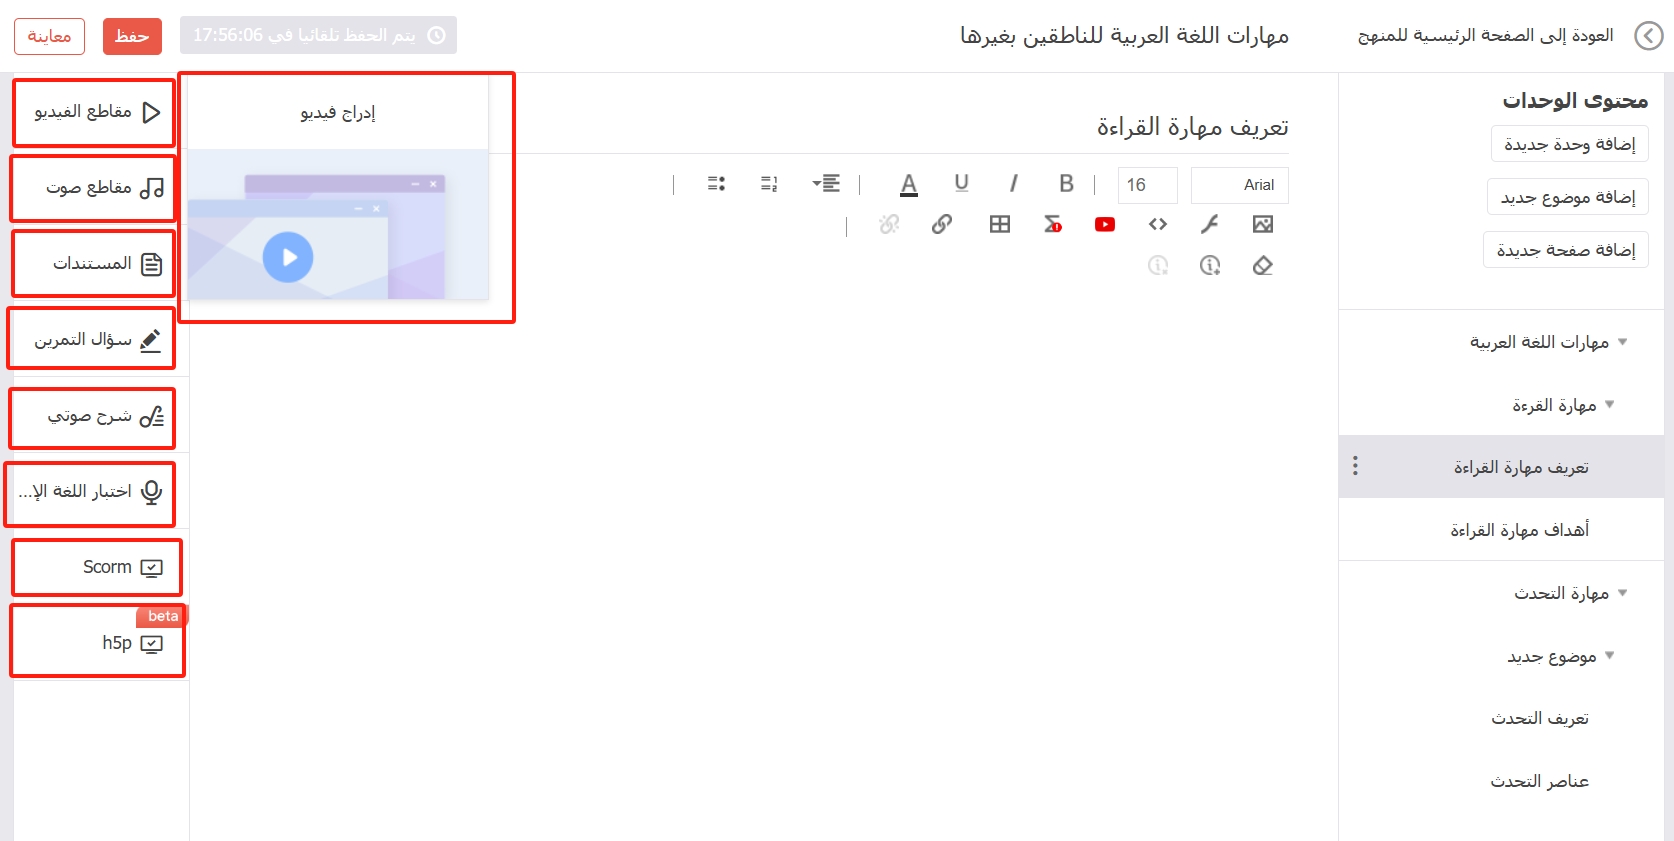 العودة إلى الصفحة الرئيسية للمنهج
مهارات اللغة العربية للناطقين بغيرها
يتم الحفظ تلقائيا في 17:56:06
حفظ
معاينة
محتوى الوحدات
إضافة وحدة جديدة
إضافة موضوع جديد
إضافة صفحة جديدة
مهارات اللغة العربية
مهارة القرءة
تعريف مهارة القراءة
أهداف مهارة القراءة
مهارة التحدث
موضوع جديد
تعريف التحدث
عناصر التحدث
تعريف مهارة القراءة
Arial
16
B I U A
إدراج فيديو
مقاطع الفيديو
مقاطع صوت
المستندات
سؤال التمرين
شرح صوتي
اختبار اللغة الإ...
Scorm
beta
h5p